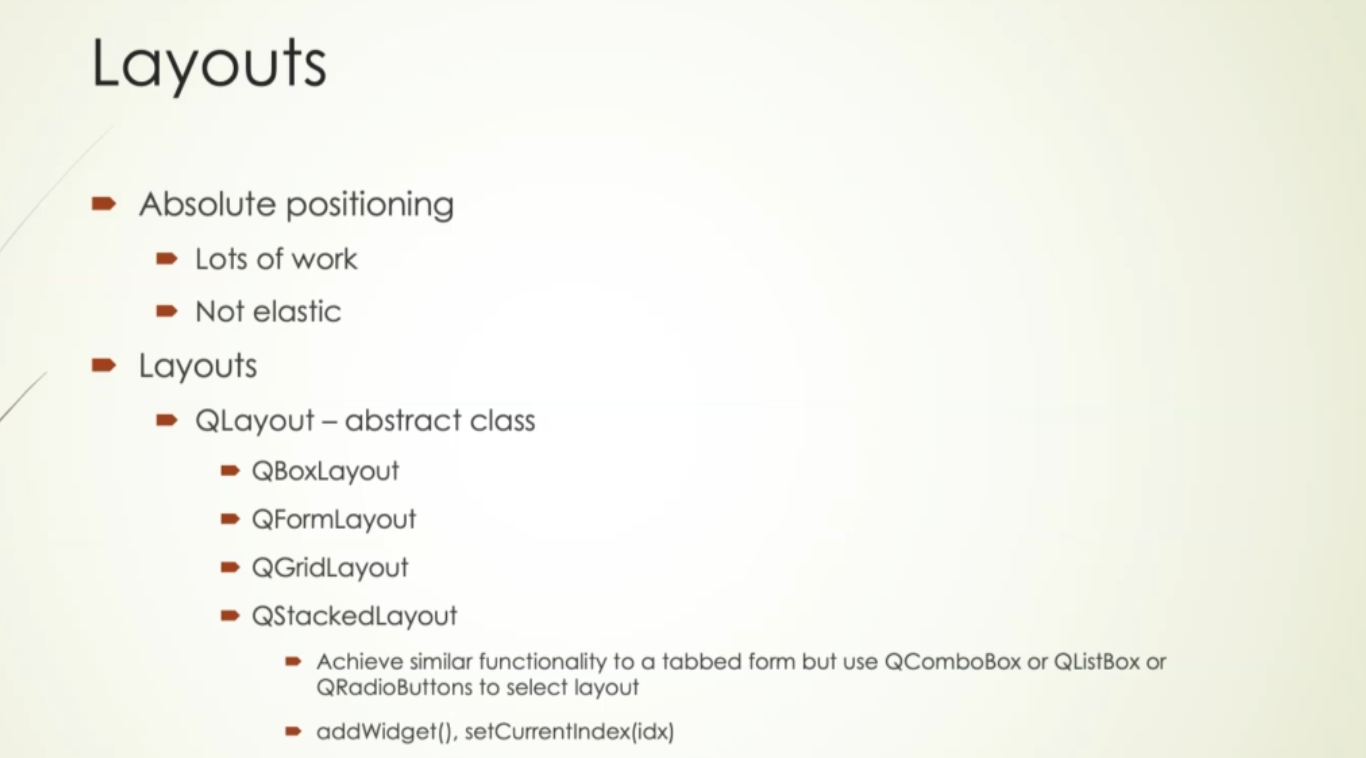 Layouts
Absolute positioning
Lots of work
Not elastic
Layouts
QLayout – abstract class
QBoxLayout
QFormLayout
QGridLayout
QStackedLayout
Achieve similar functionality to a tabbed form but use QComboBox or QListBox or
QRadioButtons to select layout
addWidget(), setCurrentIndex(idx)